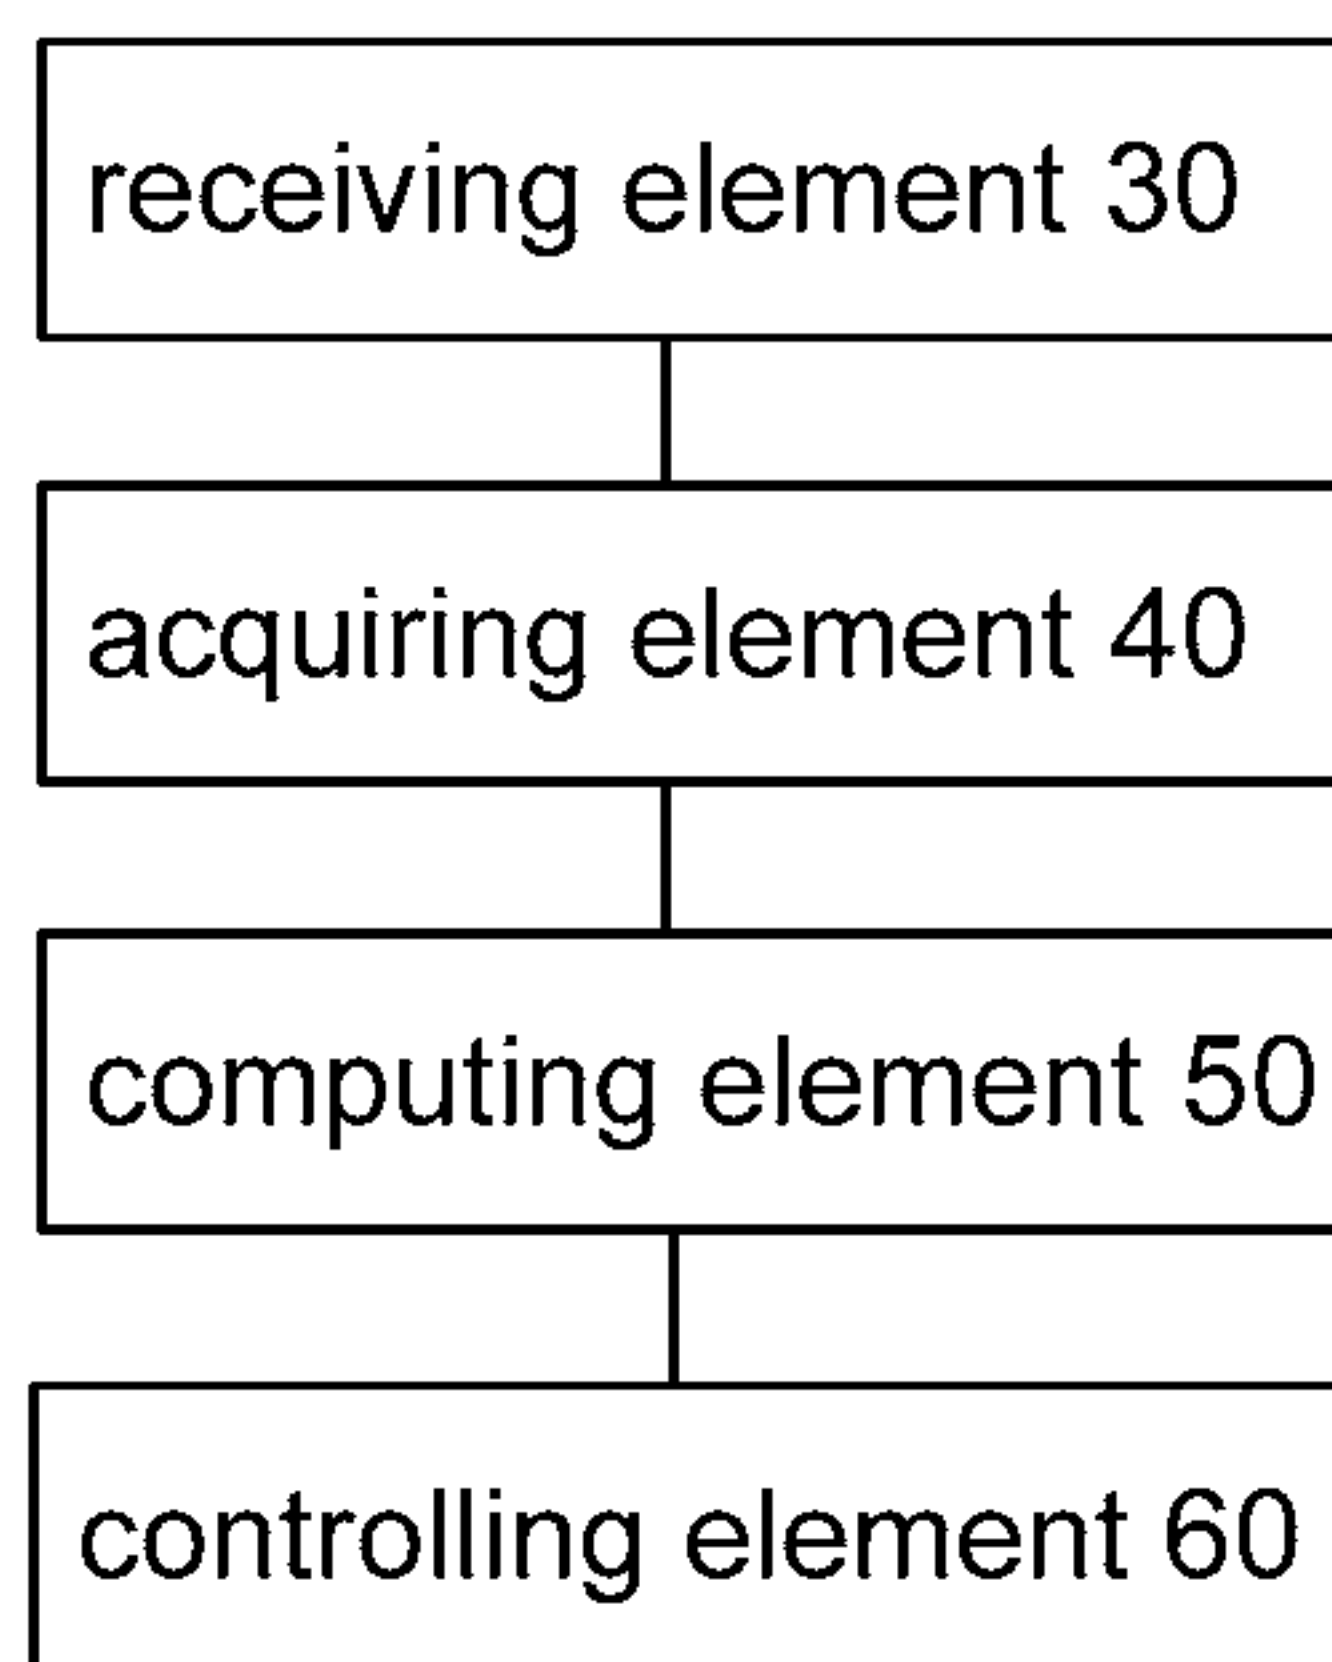 receiving element 30
acquiring element 40
computing element 50
controlling element 60